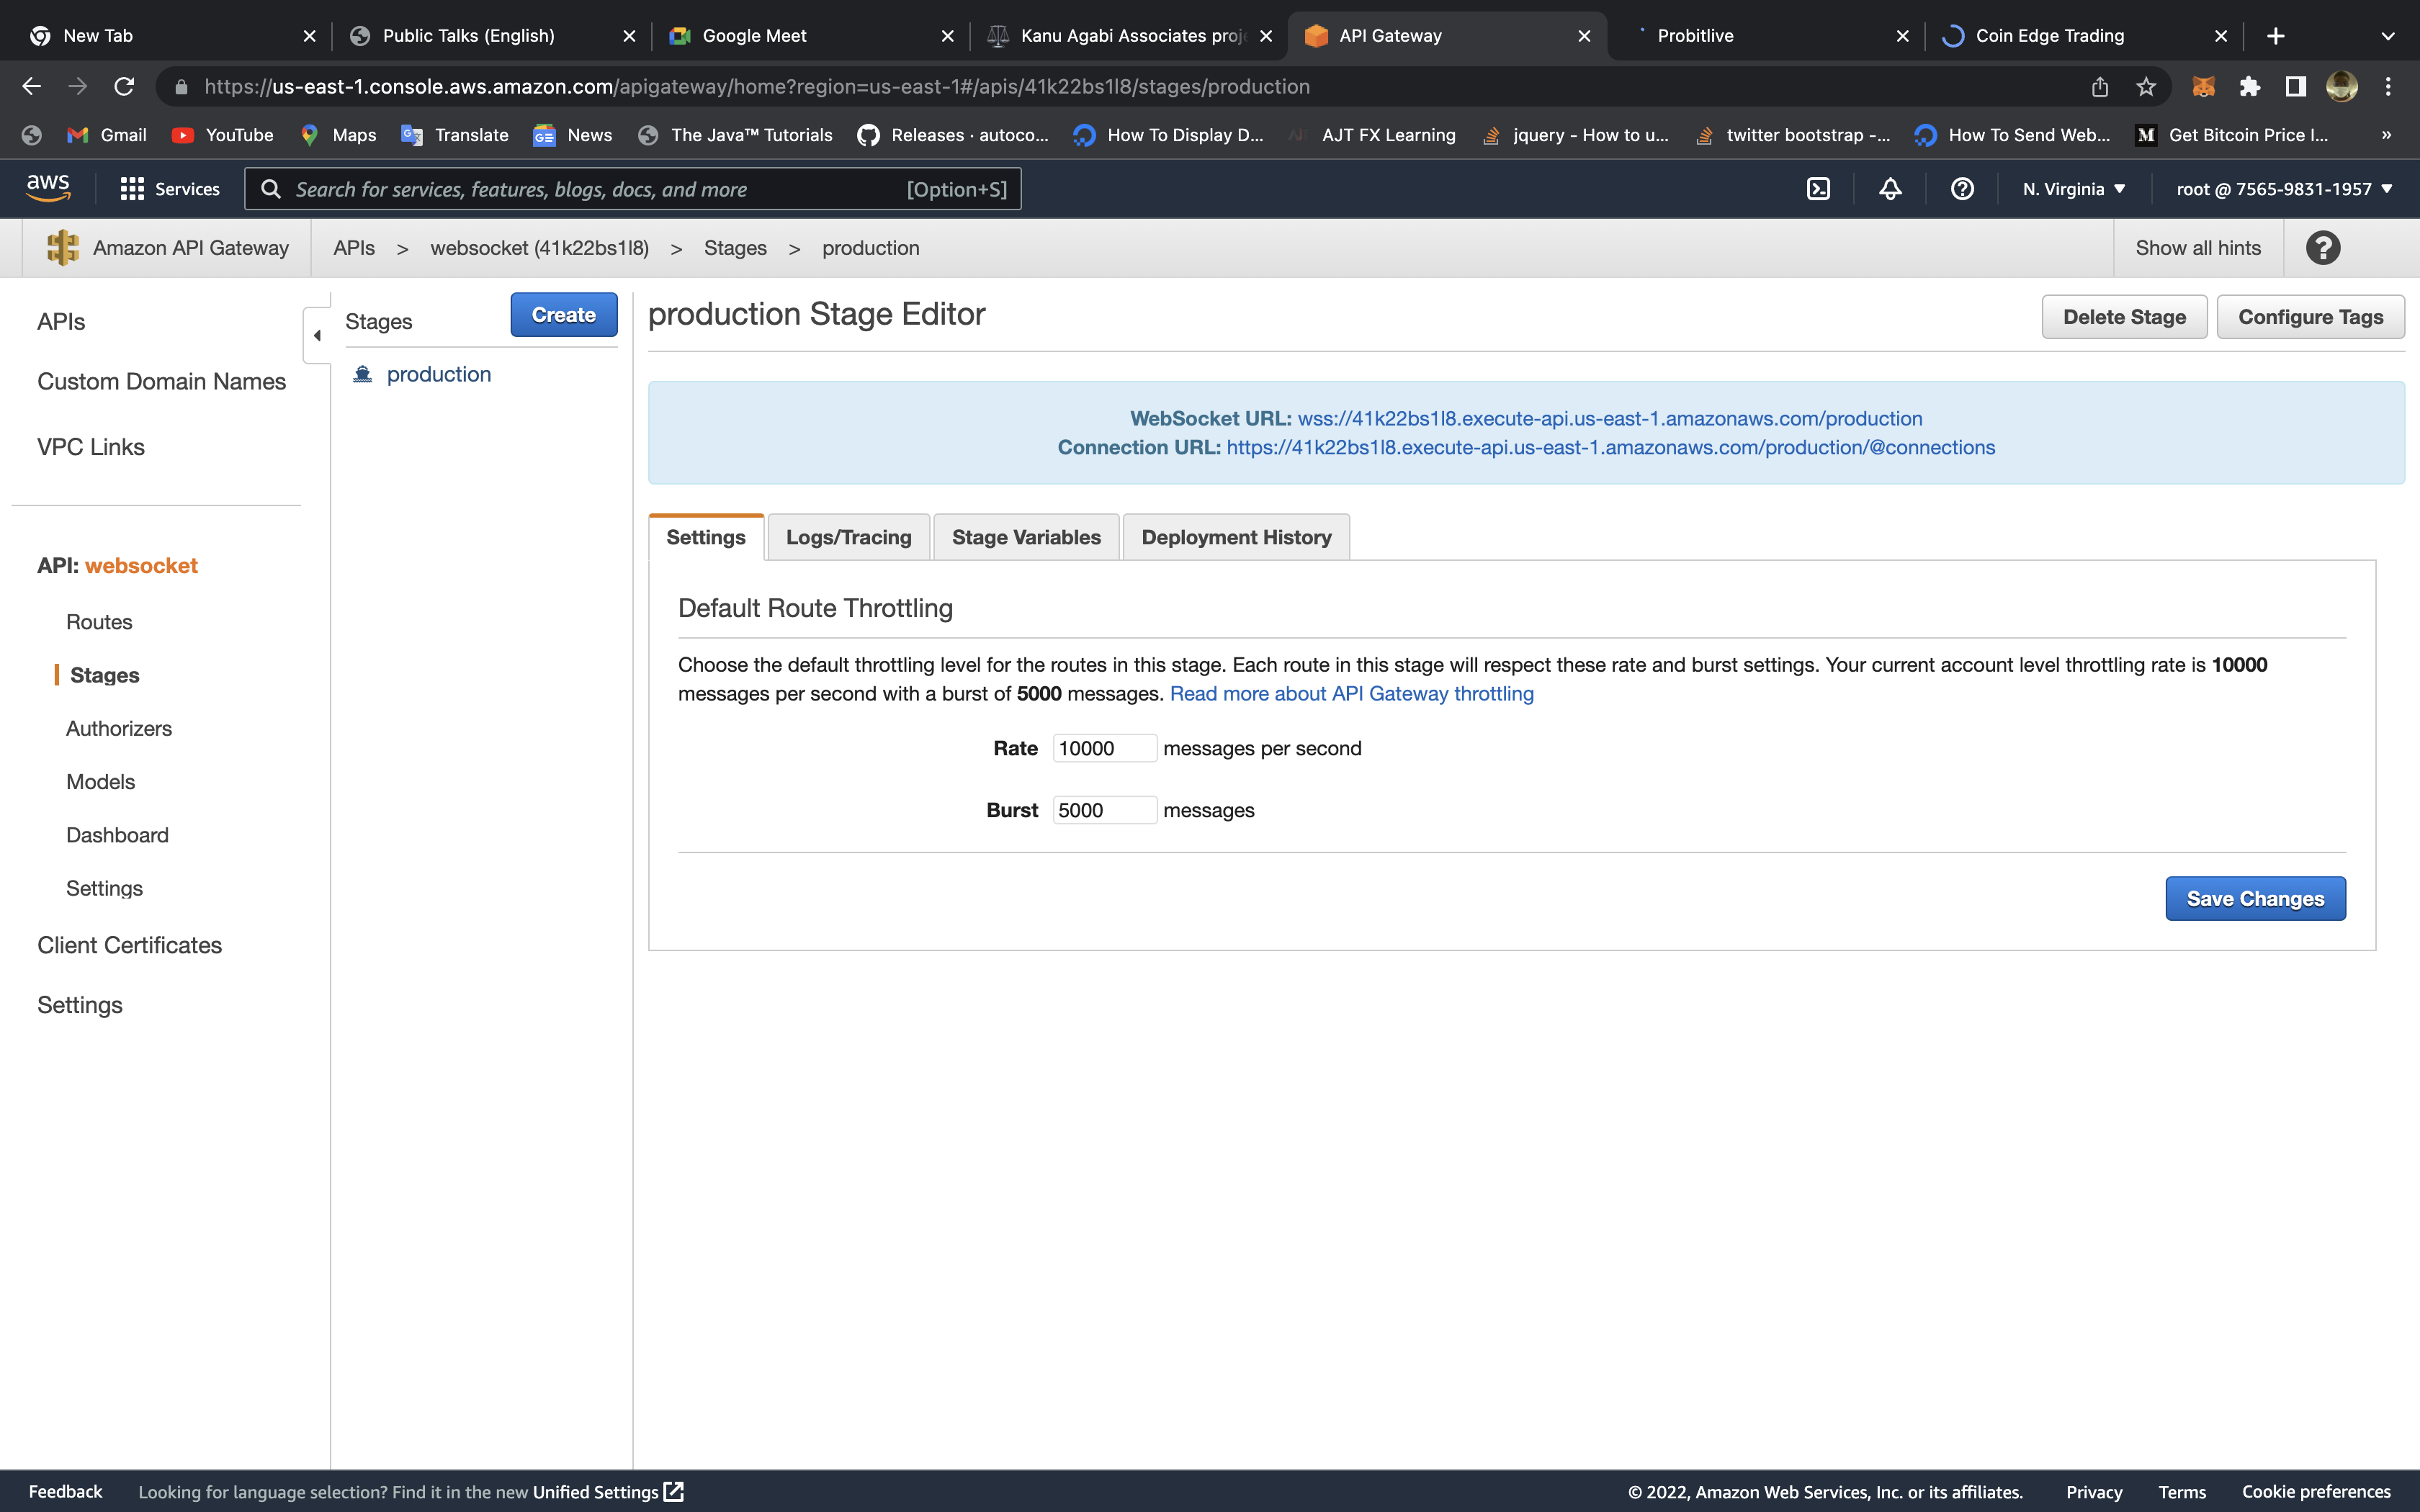 New Tab
Public Talks (English)
Google Meet
Kanu Agabi Associates proj
API Gateway
Probitlive
Coin Edge Trading
https://us-east-1.console.aws.amazon.com/apigateway/home?region=us-east-1#/apis/41k22bs1l8/stages/production
Gmail
YouTube
Maps
Translate
News
The Java™ Tutorials
Releases · autoco...
How To Display D...
AJT FX Learning
jquery - How to u...
twitter bootstrap -...
How To Send Web...
Get Bitcoin Price I...
»
aws
Services
Search for services, features, blogs, docs, and more
[Option+S]
N. Virginia
root @ 7565-9831-1957
Amazon API Gateway
APIs > websocket (41k22bs1l8) > Stages > production
Show all hints
APIs
Custom Domain Names
VPC Links
API: websocket
Routes
Stages
Authorizers
Models
Dashboard
Settings
Client Certificates
Settings
Stages
Create
production
production Stage Editor
Delete Stage
Configure Tags
WebSocket URL: wss://41k22bs1l8.execute-api.us-east-1.amazonaws.com/production
Connection URL: https://41k22bs1l8.execute-api.us-east-1.amazonaws.com/production/@connections
Settings
Logs/Tracing
Stage Variables
Deployment History
Default Route Throttling
Choose the default throttling level for the routes in this stage. Each route in this stage will respect these rate and burst settings. Your current account level throttling rate is 10000
messages per second with a burst of 5000 messages. Read more about API Gateway throttling
Rate 10000 messages per second
Burst 5000 messages
Save Changes
Feedback
Looking for language selection? Find it in the new Unified Settings
© 2022, Amazon Web Services, Inc. or its affiliates.
Privacy
Terms
Cookie preferences